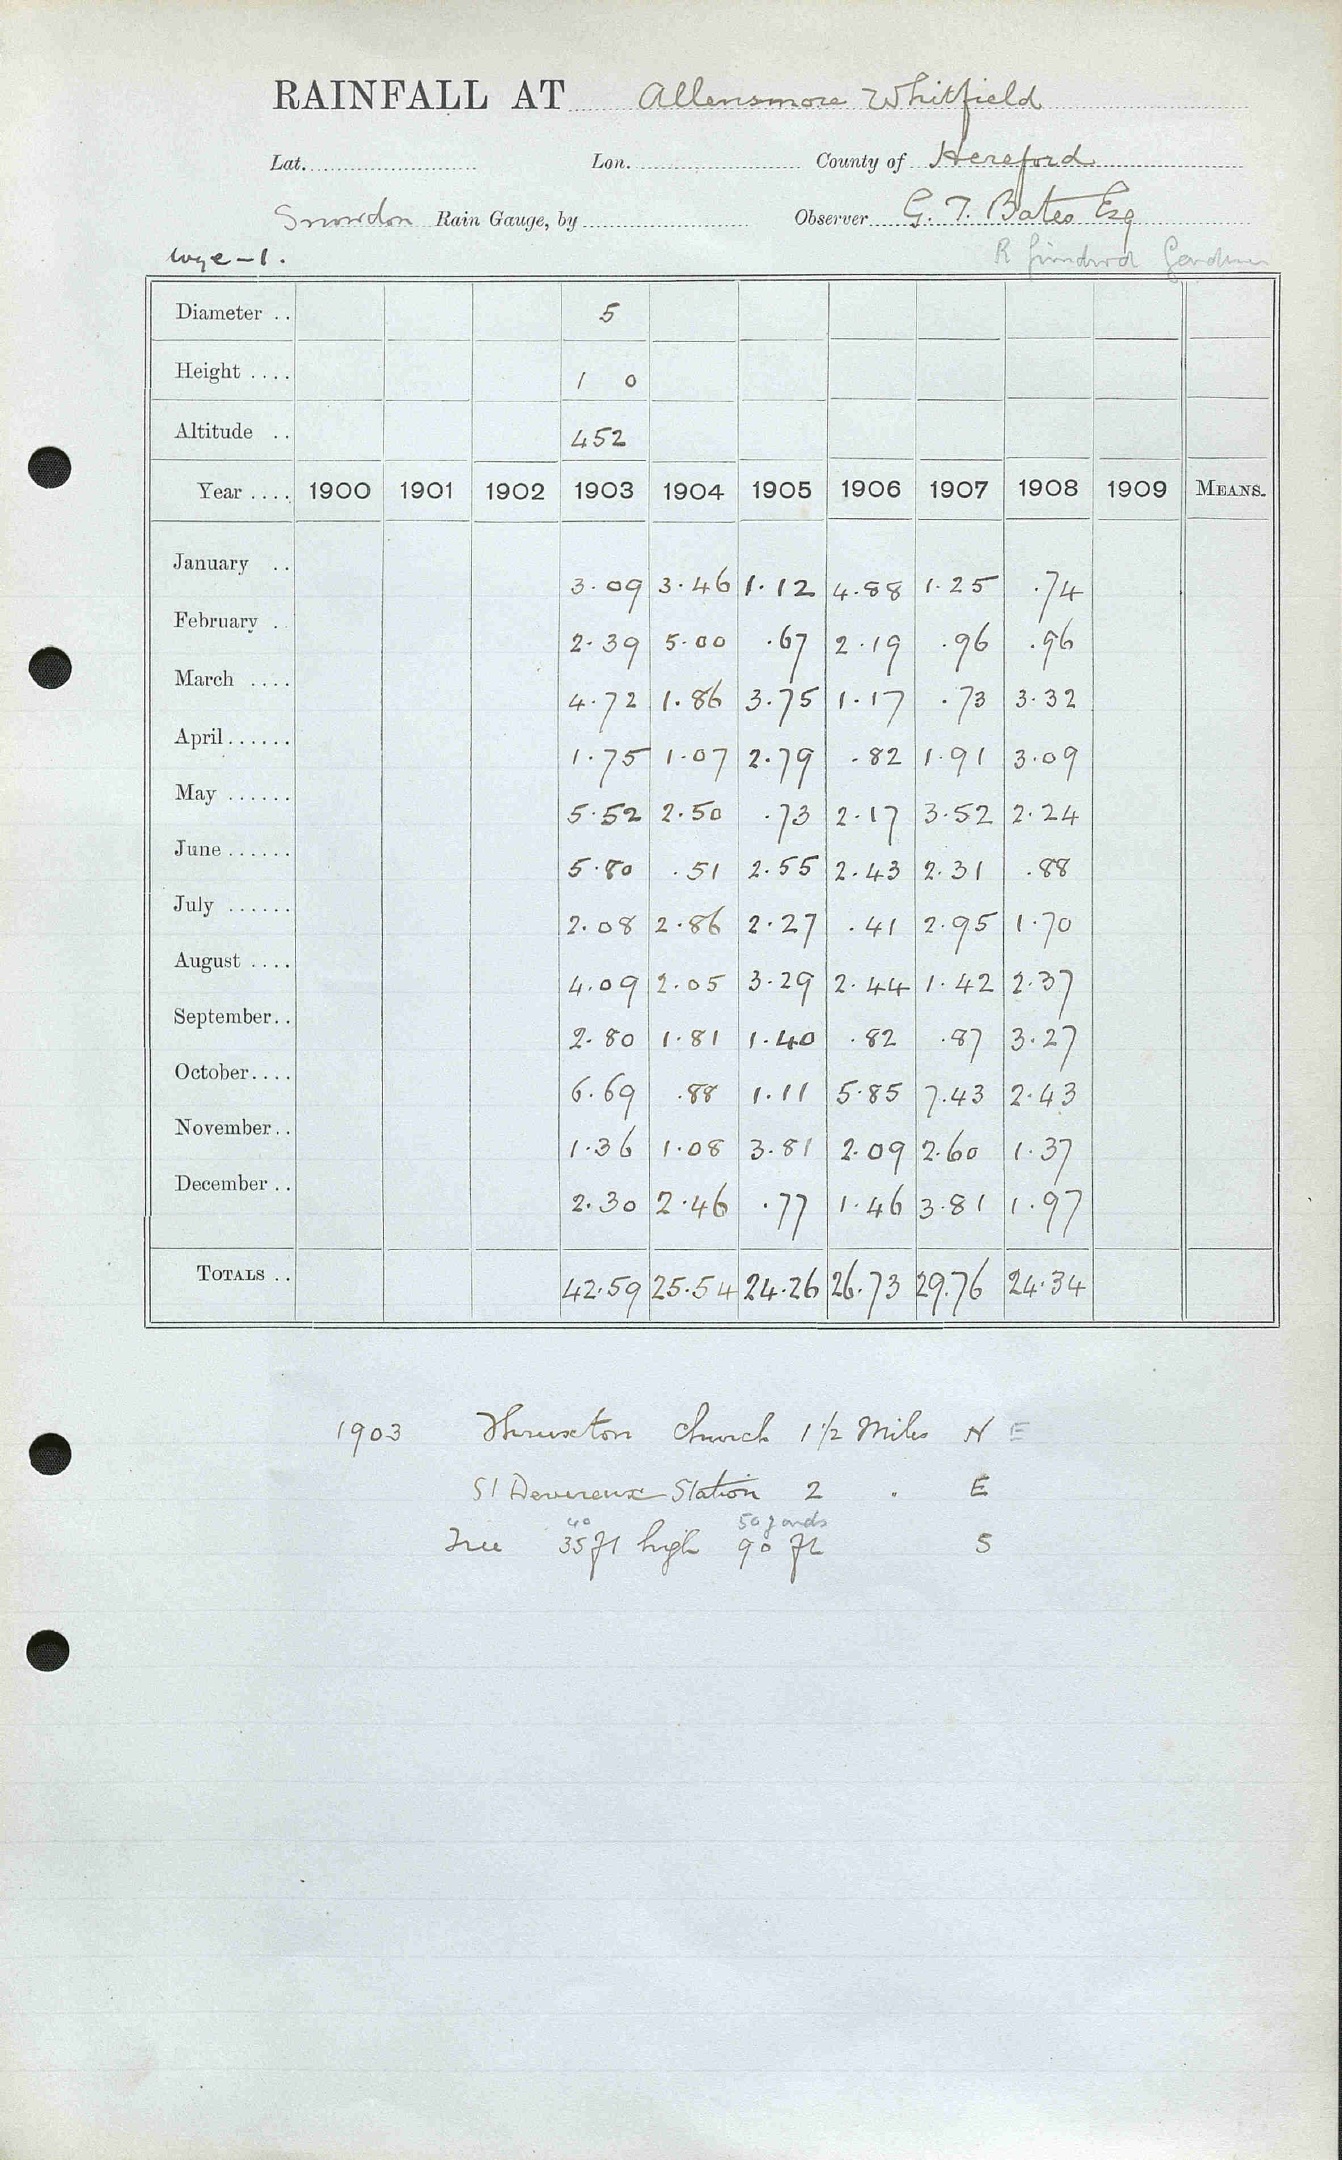 RAINFALL AT Allensmore Whitfield
Lat. Lon. County of Hereford
Snowdon Rain Gauge, by Observer G. T. Bates Esq
Wye-1. R Gardener
Diameter .. 5
Height .... 1 0
Altitude .. 452
Year .... 1900 1901 1902 1903 1904 1905 1906 1907 1908 1909 MEANS.
January .. 3.09 3.46 1.12 4.88 1.25 .74
February .. 2.39 5.00 .67 2.19 .96 .96
March .... 4.72 1.86 3.75 1.17 .73 3.32
April...... 1.75 1.07 2.79 .82 1.91 3.09
May ...... 5.52 2.50 .73 2.17 3.52 2.24
June ...... 5.80 .51 2.55 2.43 2.31 .88
July ...... 2.08 2.86 2.27 .41 2.95 1.70
August .... 4.09 2.05 3.29 2.44 1.42 2.37
September.. 2.80 1.81 1.40 .82 .87 3.27
October.... 6.69 .88 1.11 5.85 7.43 2.43
November.. 1.36 1.08 3.81 2.09 2.60 1.37
December .. 2.30 2.46 .77 1.46 3.81 1.97
TOTALS .. 42.59 25.54 24.26 26.73 29.76 24.34
1903 Thruxton Church 1 1/2 Miles N E
St Devereux Station 2 . E
40 50 yards
Tree 35 ft high 90 ft S